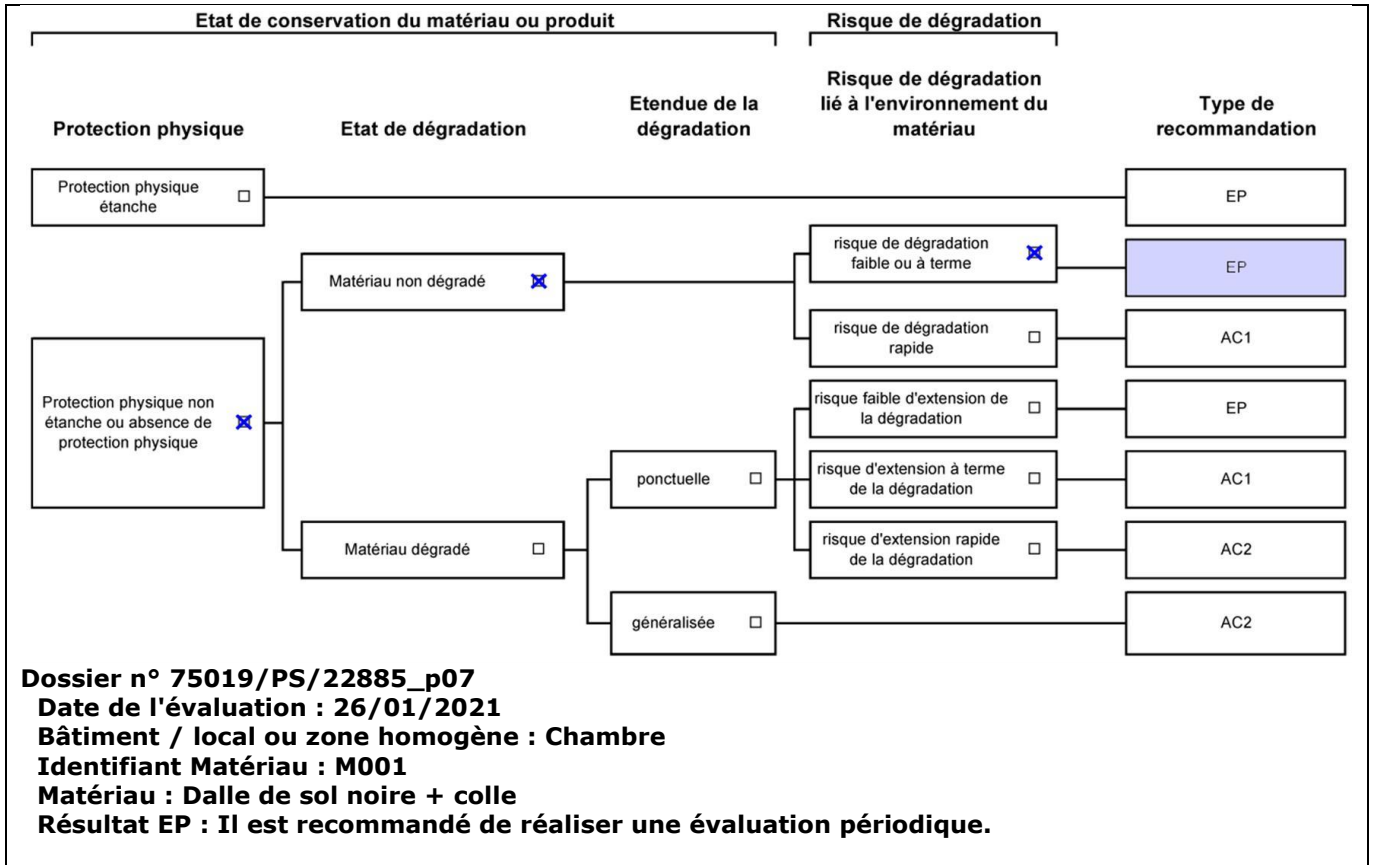 Etat de conservation du matériau ou produit
Risque de dégradation
Protection physique
Etat de dégradation
Etendue de la
dégradation
Risque de dégradation
lié à l'environnement du
matériau
Type de
recommandation
Protection physique
étanche
EP
risque de dégradation
faible ou à terme
EP
Matériau non dégradé
risque de dégradation
rapide
AC1
Protection physique non
étanche ou absence de
protection physique
risque faible d'extension de
la dégradation
EP
ponctuelle
risque d'extension à terme
de la dégradation
AC1
Matériau dégradé
risque d'extension rapide
de la dégradation
AC2
généralisée
AC2
Dossier n° 75019/PS/22885_p07
Date de l'évaluation : 26/01/2021
Bâtiment / local ou zone homogène : Chambre
Identifiant Matériau : M001
Matériau : Dalle de sol noire + colle
Résultat EP : Il est recommandé de réaliser une évaluation périodique.